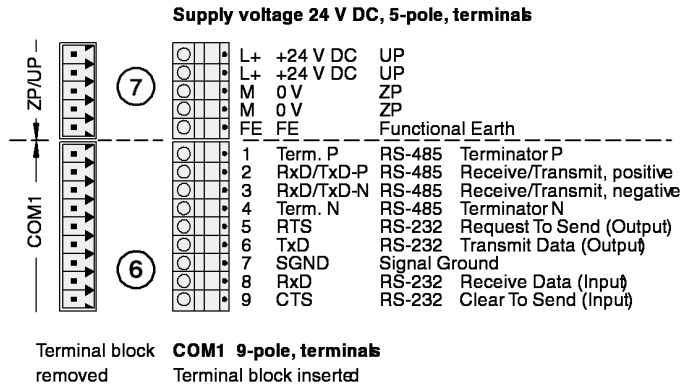 Supply voltage 24 V DC, 5-pole, terminals
L+ +24 V DC UP
L+ +24 V DC UP
M 0 V ZP
M 0 V ZP
FE FE Functional Earth
ZP/UP
7
1 Term. P RS-485 Terminator P
2 RxD/TxD-P RS-485 Receive/Transmit, positive
3 RxD/TxD-N RS-485 Receive/Transmit, negative
4 Term. N RS-485 Terminator N
5 RTS RS-232 Request To Send (Output)
6 TxD RS-232 Transmit Data (Output)
7 SGND Signal Ground
8 RxD RS-232 Receive Data (Input)
9 CTS RS-232 Clear To Send (Input)
COM1
6
Terminal block removed
COM1 9-pole, terminals
Terminal block inserted